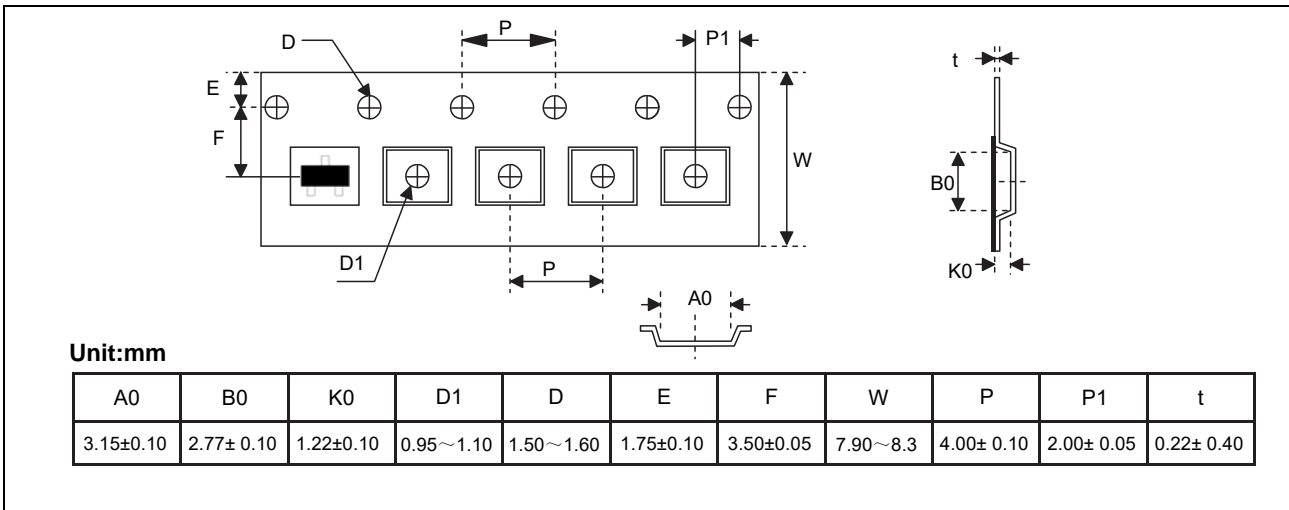 P
P1
D
t
E
F
W
B0
D1
P
K0
A0
Unit:mm
A0 B0 K0 D1 D E F W P P1 t
3.15±0.10 2.77± 0.10 1.22±0.10 0.95～1.10 1.50～1.60 1.75±0.10 3.50±0.05 7.90～8.3 4.00± 0.10 2.00± 0.05 0.22± 0.40